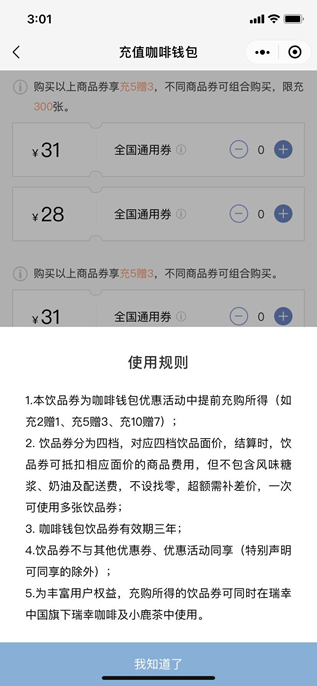 3:01
充值咖啡钱包
购买以上商品券享充5赠3，不同商品券可组合购买，限充
300张。
¥31 全国通用券 0
¥28 全国通用券 0
购买以上商品券享充5赠3，不同商品券可组合购买。
¥31 全国通用券 0
使用规则
1.本饮品券为咖啡钱包优惠活动中提前充购所得（如
充2赠1、充5赠3、充10赠7）；
2. 饮品券分为四档，对应四档饮品面价，结算时，饮
品券可抵扣相应面价的商品费用，但不包含风味糖
浆、奶油及配送费，不设找零，超额需补差价，一次
可使用多张饮品券；
3. 咖啡钱包饮品券有效期三年；
4.饮品券不与其他优惠券、优惠活动同享（特别声明
可同享的除外）；
5.为丰富用户权益，充购所得的饮品券可同时在瑞幸
中国旗下瑞幸咖啡及小鹿茶中使用。
我知道了